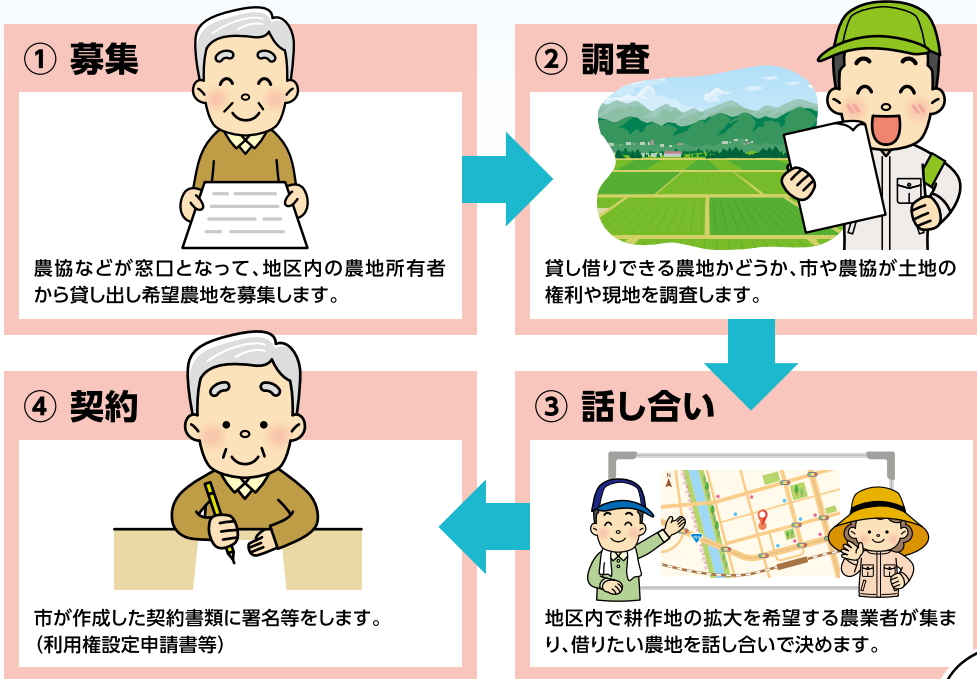 ① 募集
農協などが窓口となって、地区内の農地所有者
から貸し出し希望農地を募集します。
② 調査
貸し借りできる農地かどうか、市や農協が土地の
権利や現地を調査します。
③ 話し合い
N
地区内で耕作地の拡大を希望する農業者が集ま
り、借りたい農地を話し合いで決めます。
④ 契約
市が作成した契約書類に署名等をします。
（利用権設定申請書等）